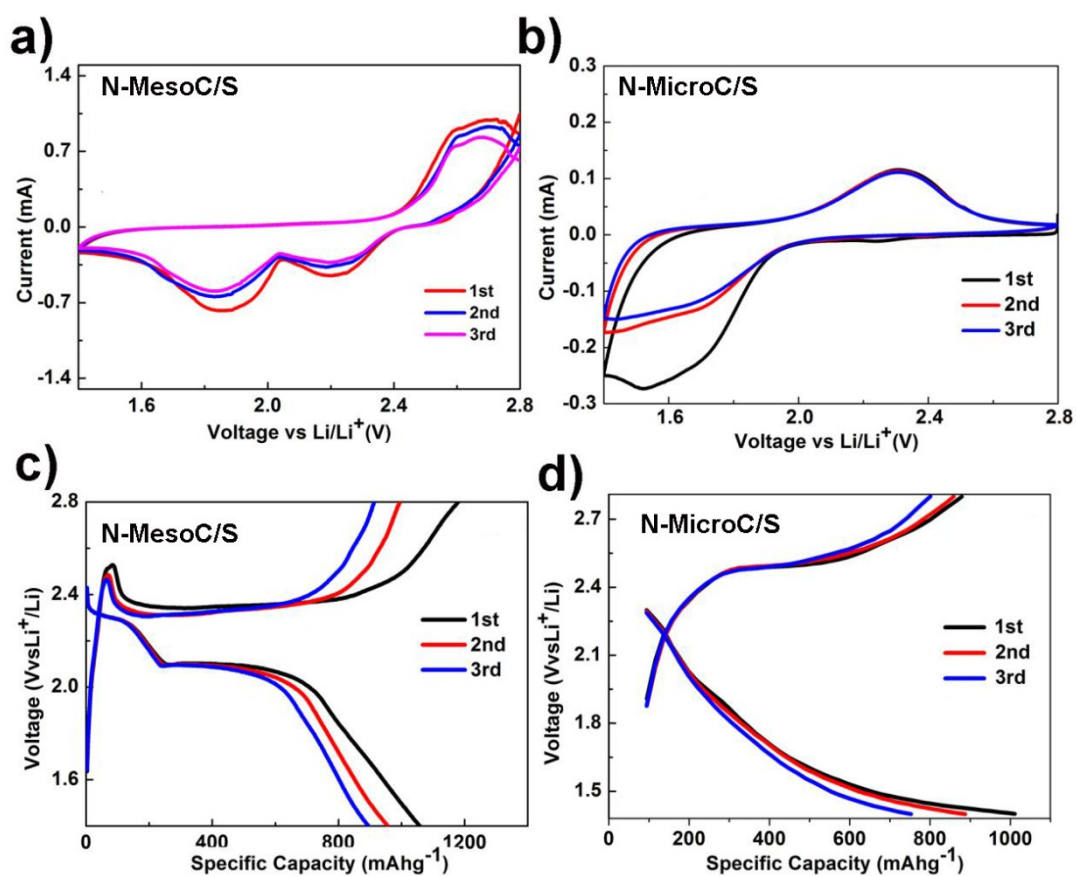 a)
N-MesoC/S
1.4
0.7
0.0
-0.7
-1.4
Current (mA)
1st
2nd
3rd
1.6
2.0
2.4
2.8
Voltage vs Li/Li+(V)
b)
N-MicroC/S
0.3
0.2
0.1
0.0
-0.1
-0.2
-0.3
Current (mA)
1st
2nd
3rd
1.6
2.0
2.4
2.8
Voltage vs Li/Li+(V)
c)
N-MesoC/S
2.8
2.4
2.0
1.6
Voltage (VvsLi+/Li)
1st
2nd
3rd
0
400
800
1200
Specific Capacity (mAhg-1)
d)
N-MicroC/S
2.7
2.4
2.1
1.8
1.5
Voltage (VvsLi+/Li)
1st
2nd
3rd
0
200
400
600
800
1000
Specific Capacity (mAhg-1)